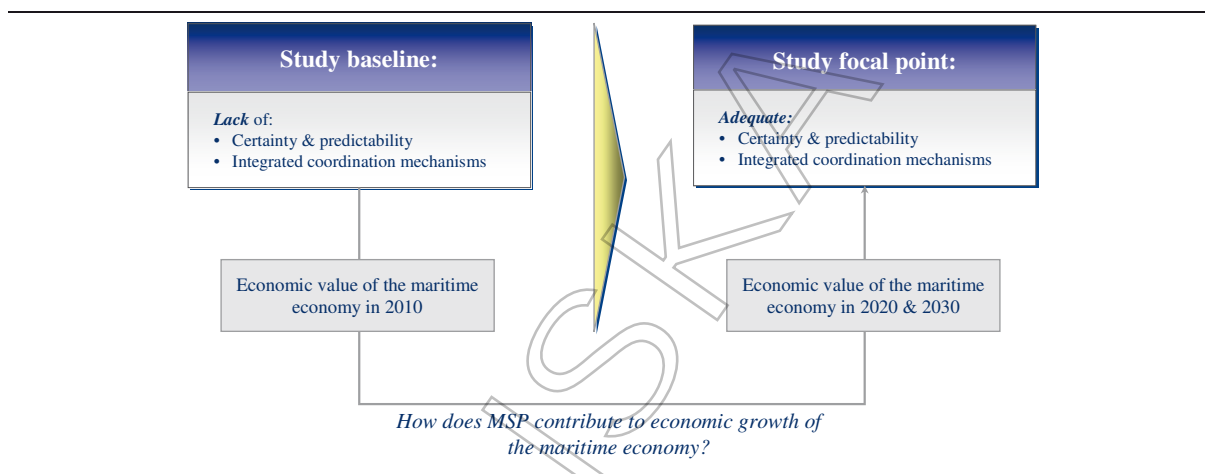 Study baseline:
Lack of:
• Certainty & predictability
• Integrated coordination mechanisms
Study focal point:
Adequate:
• Certainty & predictability
• Integrated coordination mechanisms
Economic value of the maritime
economy in 2010
Economic value of the maritime
economy in 2020 & 2030
How does MSP contribute to economic growth of
the maritime economy?